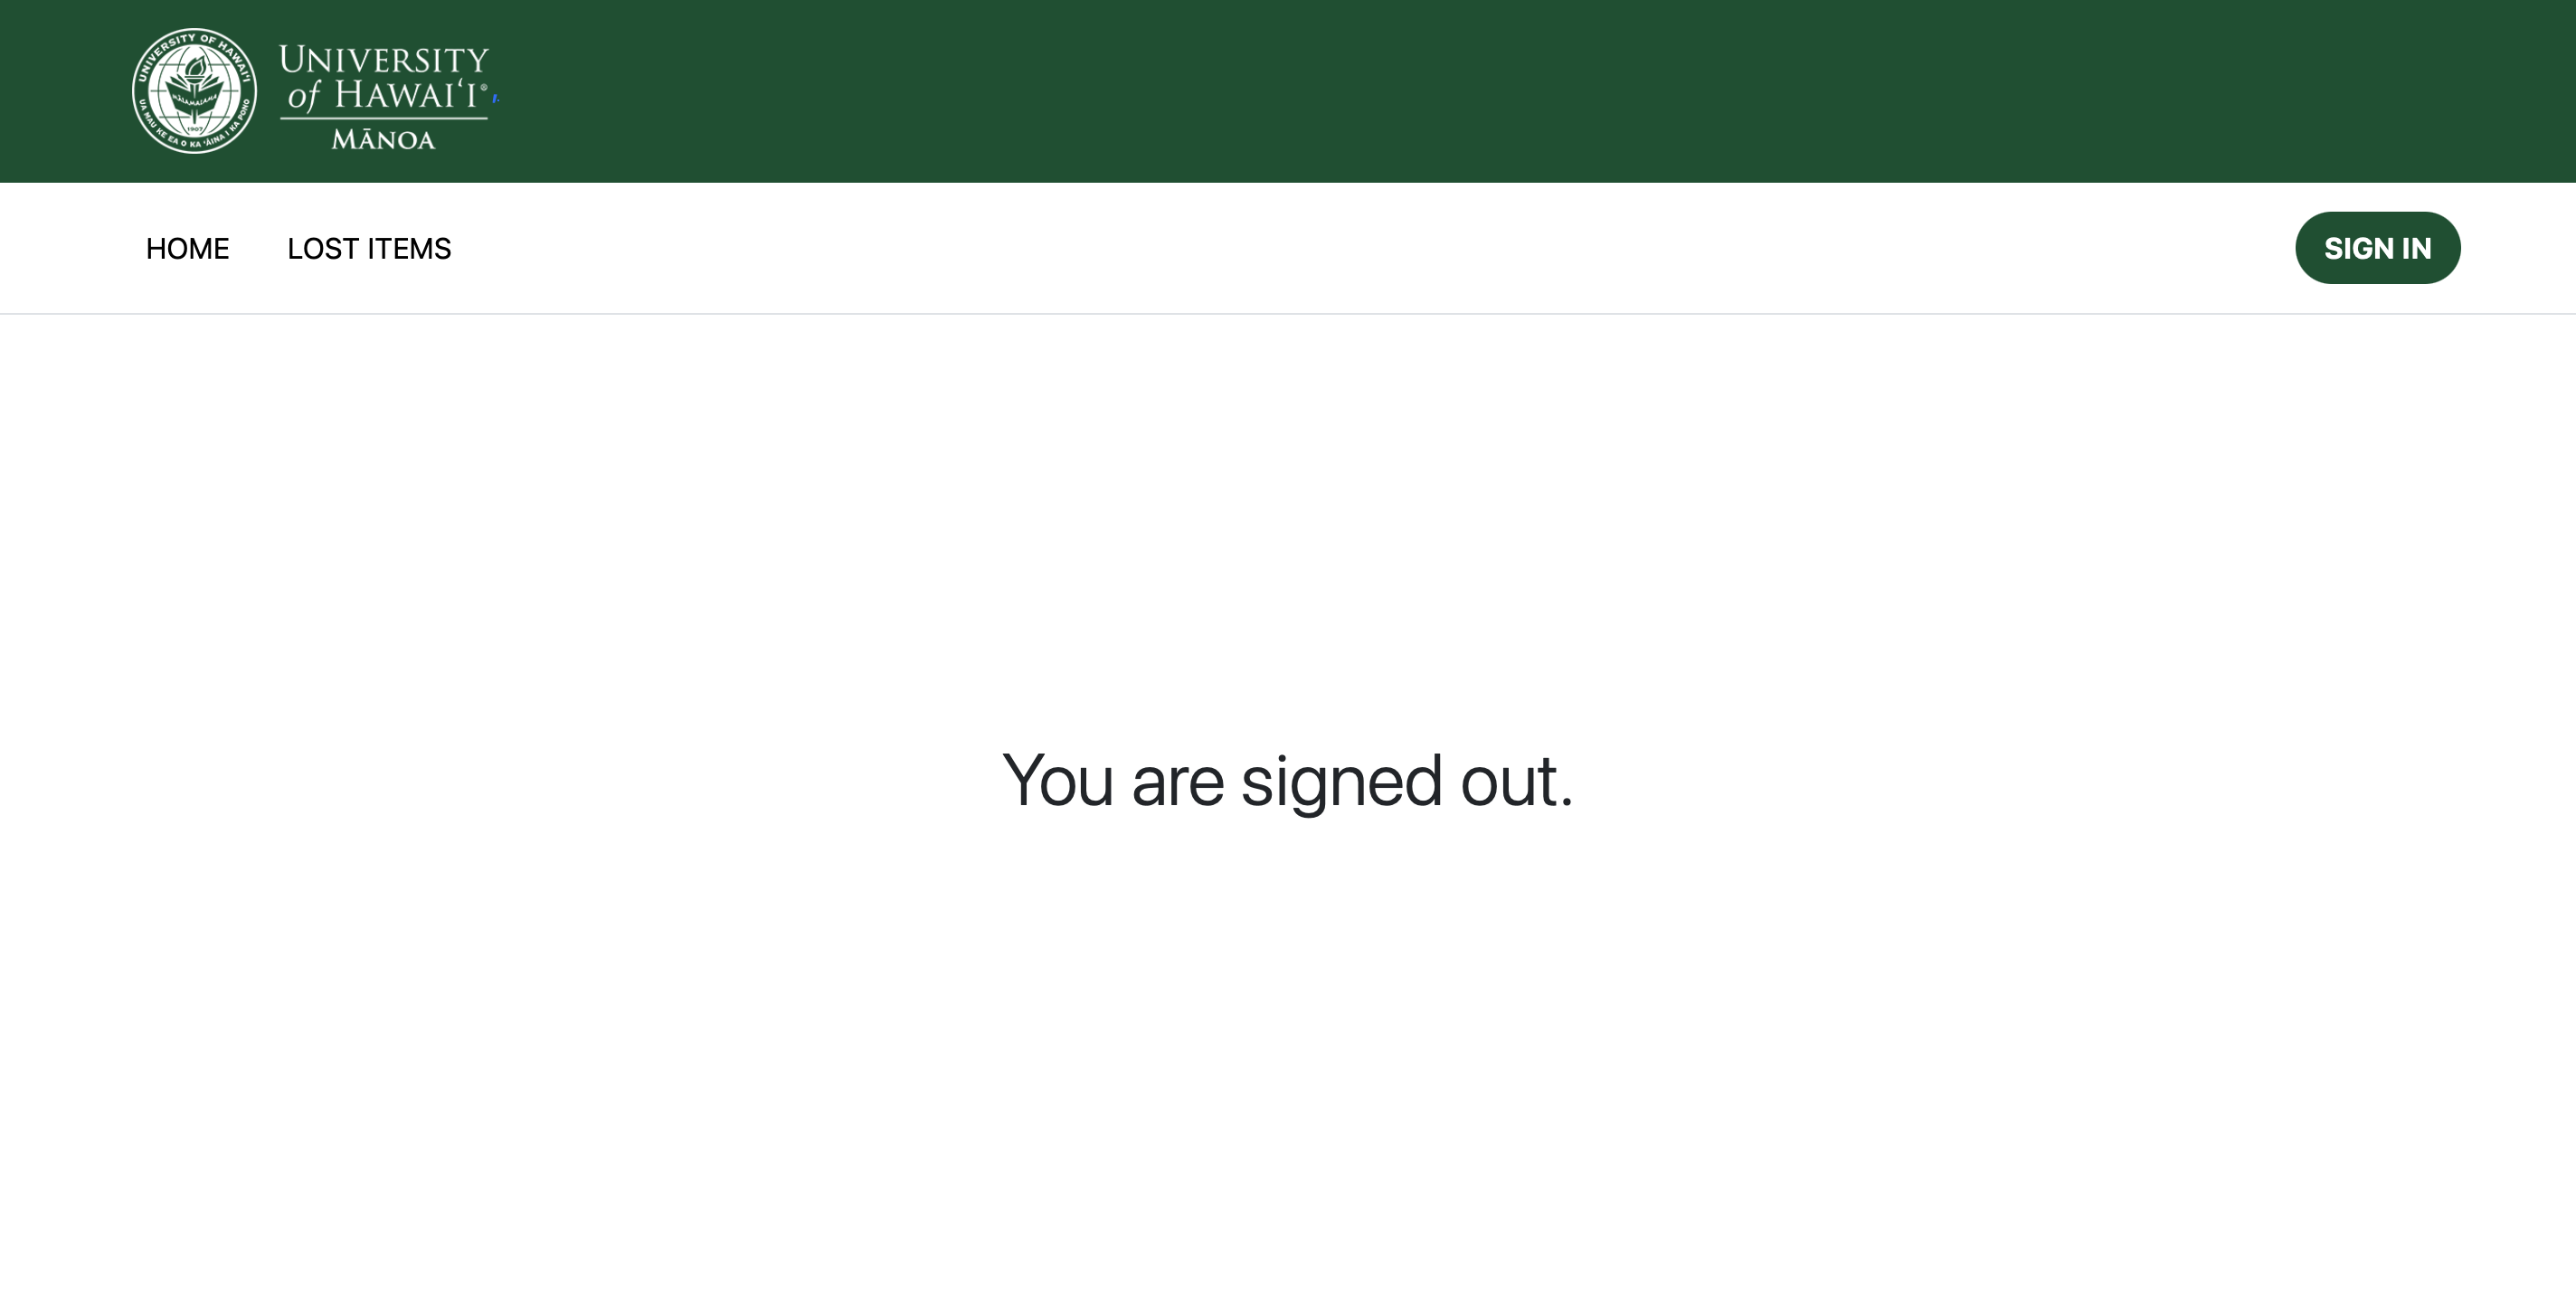 UNIVERSITY OF HAWAIʻI
MALAMALAMA
1907
UA MAU KE EA O KA ʻĀINA I KA PONO
UNIVERSITY
of HAWAIʻI®
MĀNOA
HOME LOST ITEMS SIGN IN
You are signed out.